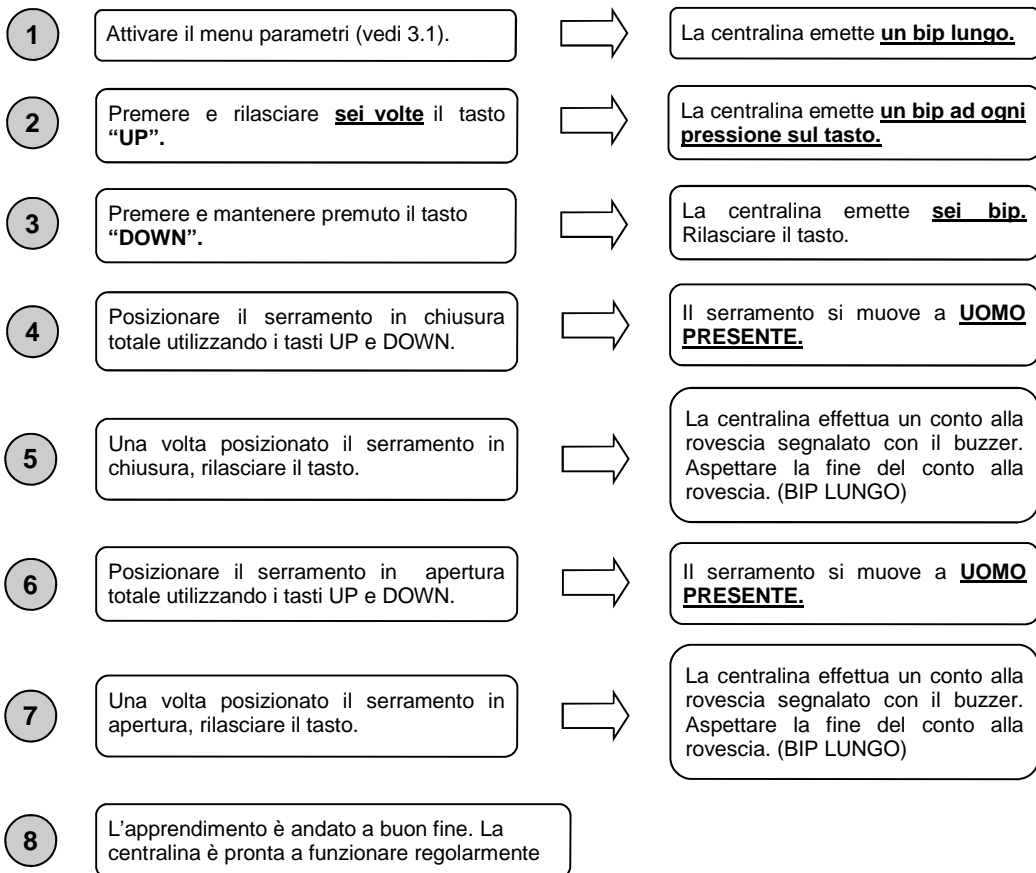 1
Attivare il menu parametri (vedi 3.1).
La centralina emette un bip lungo.
2
Premere e rilasciare sei volte il tasto
“UP”.
La centralina emette un bip ad ogni
pressione sul tasto.
3
Premere e mantenere premuto il tasto
“DOWN”.
La centralina emette sei bip.
Rilasciare il tasto.
4
Posizionare il serramento in chiusura
totale utilizzando i tasti UP e DOWN.
Il serramento si muove a UOMO
PRESENTE.
5
Una volta posizionato il serramento in
chiusura, rilasciare il tasto.
La centralina effettua un conto alla
rovescia segnalato con il buzzer.
Aspettare la fine del conto alla
rovescia. (BIP LUNGO)
6
Posizionare il serramento in apertura
totale utilizzando i tasti UP e DOWN.
Il serramento si muove a UOMO
PRESENTE.
7
Una volta posizionato il serramento in
apertura, rilasciare il tasto.
La centralina effettua un conto alla
rovescia segnalato con il buzzer.
Aspettare la fine del conto alla
rovescia. (BIP LUNGO)
8
L’apprendimento è andato a buon fine. La
centralina è pronta a funzionare regolarmente